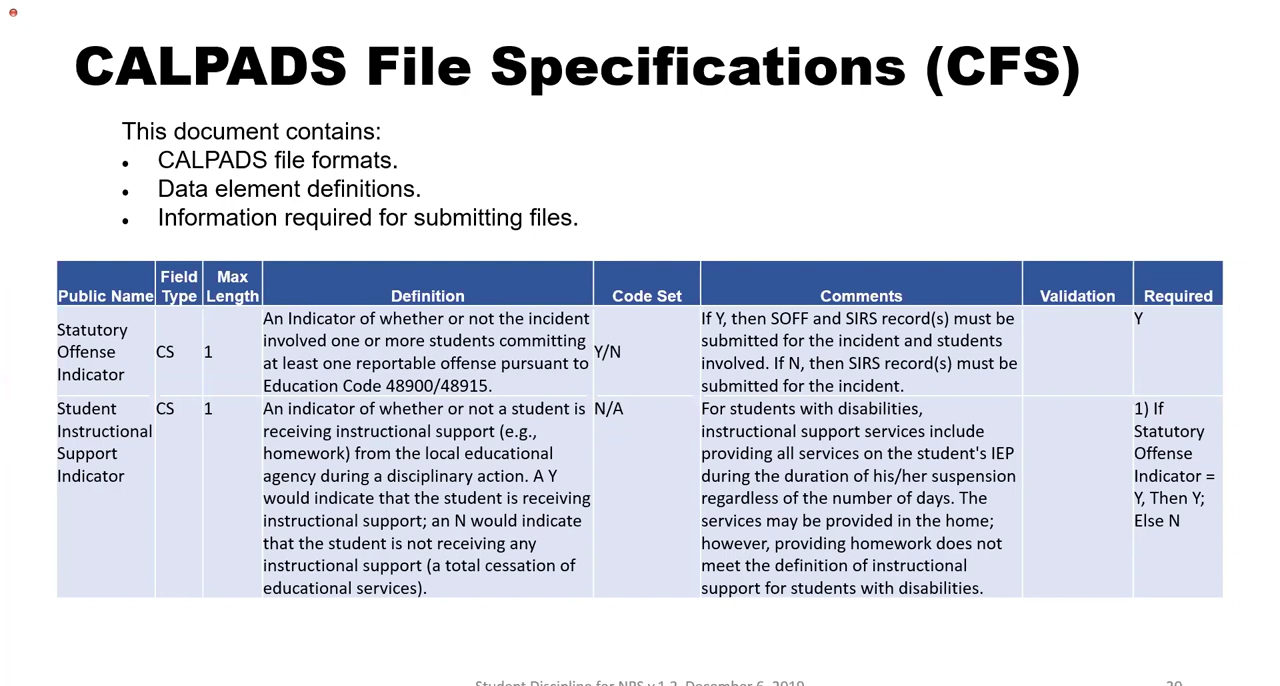 CALPADS File Specifications (CFS)
This document contains:
• CALPADS file formats.
• Data element definitions.
• Information required for submitting files.
Public Name
Field
Type
Max
Length
Definition
Code Set
Comments
Validation
Required
Statutory
Offense
Indicator
CS
1
An Indicator of whether or not the incident
involved one or more students committing
at least one reportable offense pursuant to
Education Code 48900/48915.
Y/N
If Y, then SOFF and SIRS record(s) must be
submitted for the incident and students
involved. If N, then SIRS record(s) must be
submitted for the incident.
Y
Student
Instructional
Support
Indicator
CS
1
An indicator of whether or not a student is
receiving instructional support (e.g.,
homework) from the local educational
agency during a disciplinary action. A Y
would indicate that the student is receiving
instructional support; an N would indicate
that the student is not receiving any
instructional support (a total cessation of
educational services).
N/A
For students with disabilities,
instructional support services include
providing all services on the student's IEP
during the duration of his/her suspension
regardless of the number of days. The
services may be provided in the home;
however, providing homework does not
meet the definition of instructional
support for students with disabilities.
1) If
Statutory
Offense
Indicator =
Y, Then Y;
Else N
Student Discipline for NPS v1.2, December 6, 2019